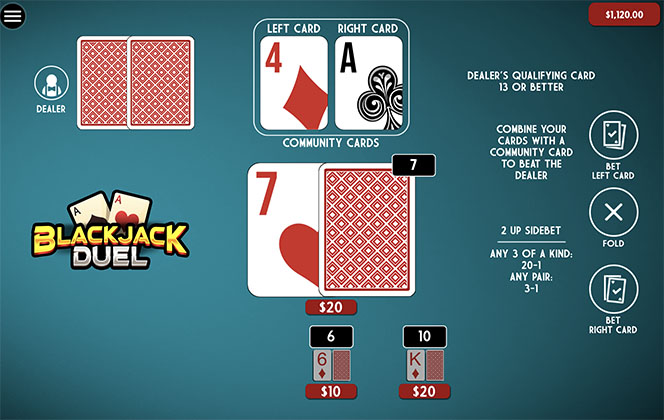 $1,120.00
LEFT CARD
RIGHT CARD
4
A
DEALER
COMMUNITY CARDS
DEALER'S QUALIFYING CARD
13 OR BETTER
COMBINE YOUR
CARDS WITH A
COMMUNITY CARD
TO BEAT THE
DEALER
BET
LEFT CARD
7
7
A
A
BLACKJACK
DUEL
2 UP SIDEBET
ANY 3 OF A KIND:
20-1
ANY PAIR:
3-1
FOLD
BET
RIGHT CARD
$20
6
6
$10
10
K
$20